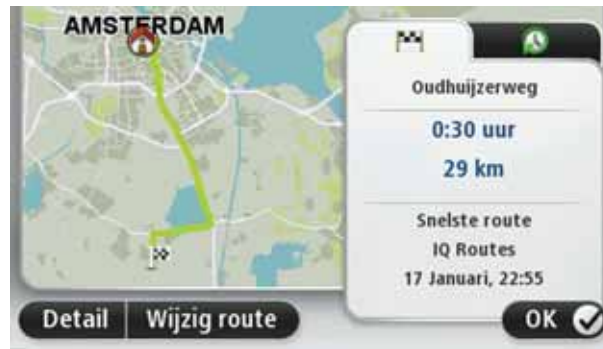 AMSTERDAM
Oudhuijzerweg
0:30 uur
29 km
Snelste route
IQ Routes
17 Januari, 22:55
Detail
Wijzig route
OK